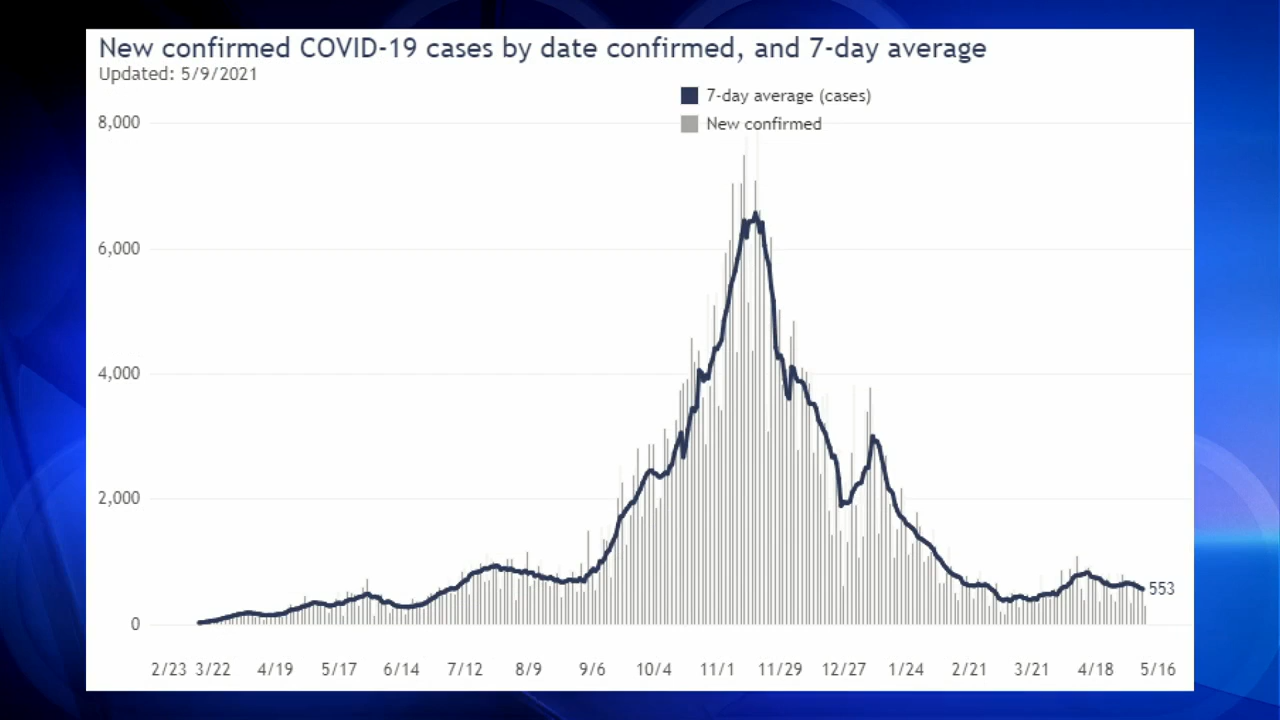 New confirmed COVID-19 cases by date confirmed, and 7-day average
Updated: 5/9/2021
7-day average (cases)
New confirmed
8,000
6,000
4,000
2,000
0
553
2/23 3/22 4/19 5/17 6/14 7/12 8/9 9/6 10/4 11/1 11/29 12/27 1/24 2/21 3/21 4/18 5/16